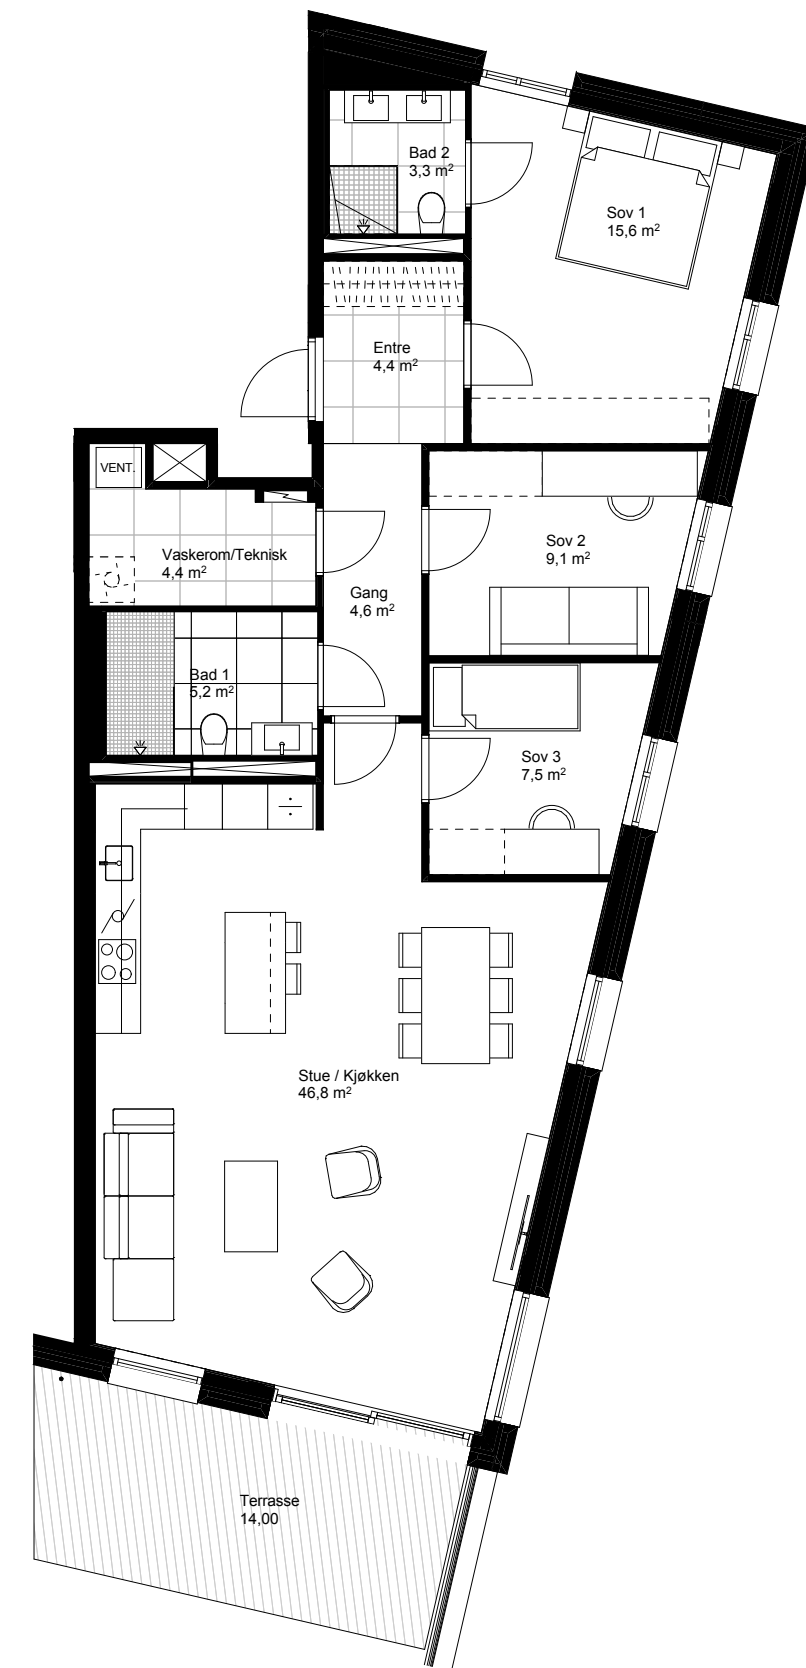 Bad 2
3,3 m²
Sov 1
15,6 m²
Entre
4,4 m²
VENT.
Vaskerom/Teknisk
4,4 m²
Sov 2
9,1 m²
Gang
4,6 m²
Bad 1
5,2 m²
Sov 3
7,5 m²
Stue / Kjøkken
46,8 m²
Terrasse
14,00